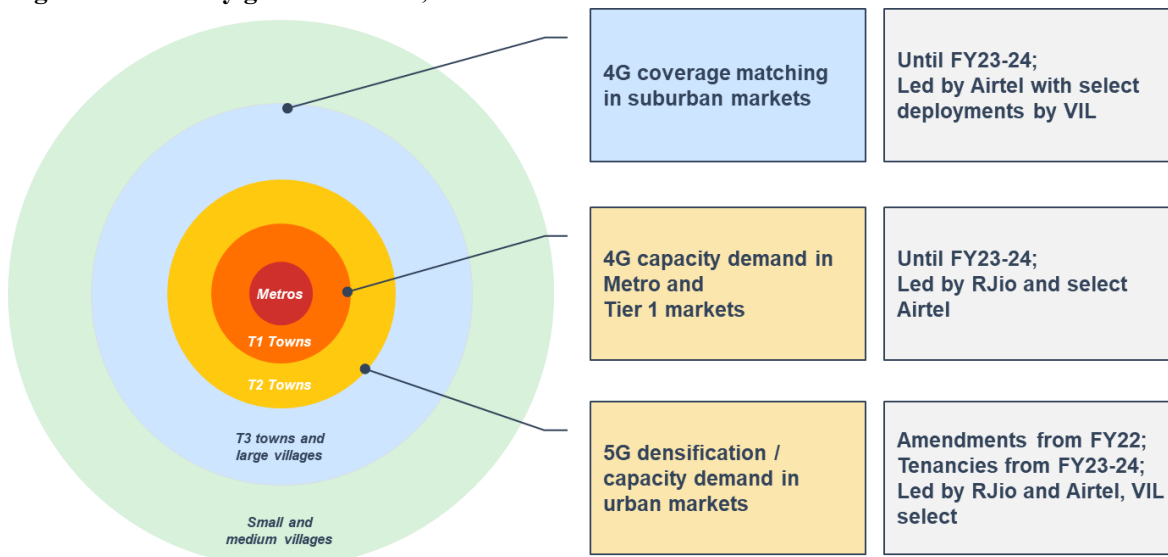 4G coverage matching
in suburban markets
Until FY23-24;
Led by Airtel with select
deployments by VIL
4G capacity demand in
Metro and
Tier 1 markets
Until FY23-24;
Led by RJio and select
Airtel
5G densification /
capacity demand in
urban markets
Amendments from FY22;
Tenancies from FY23-24;
Led by RJio and Airtel, VIL
select
Metros
T1 Towns
T2 Towns
T3 towns and
large villages
Small and
medium villages